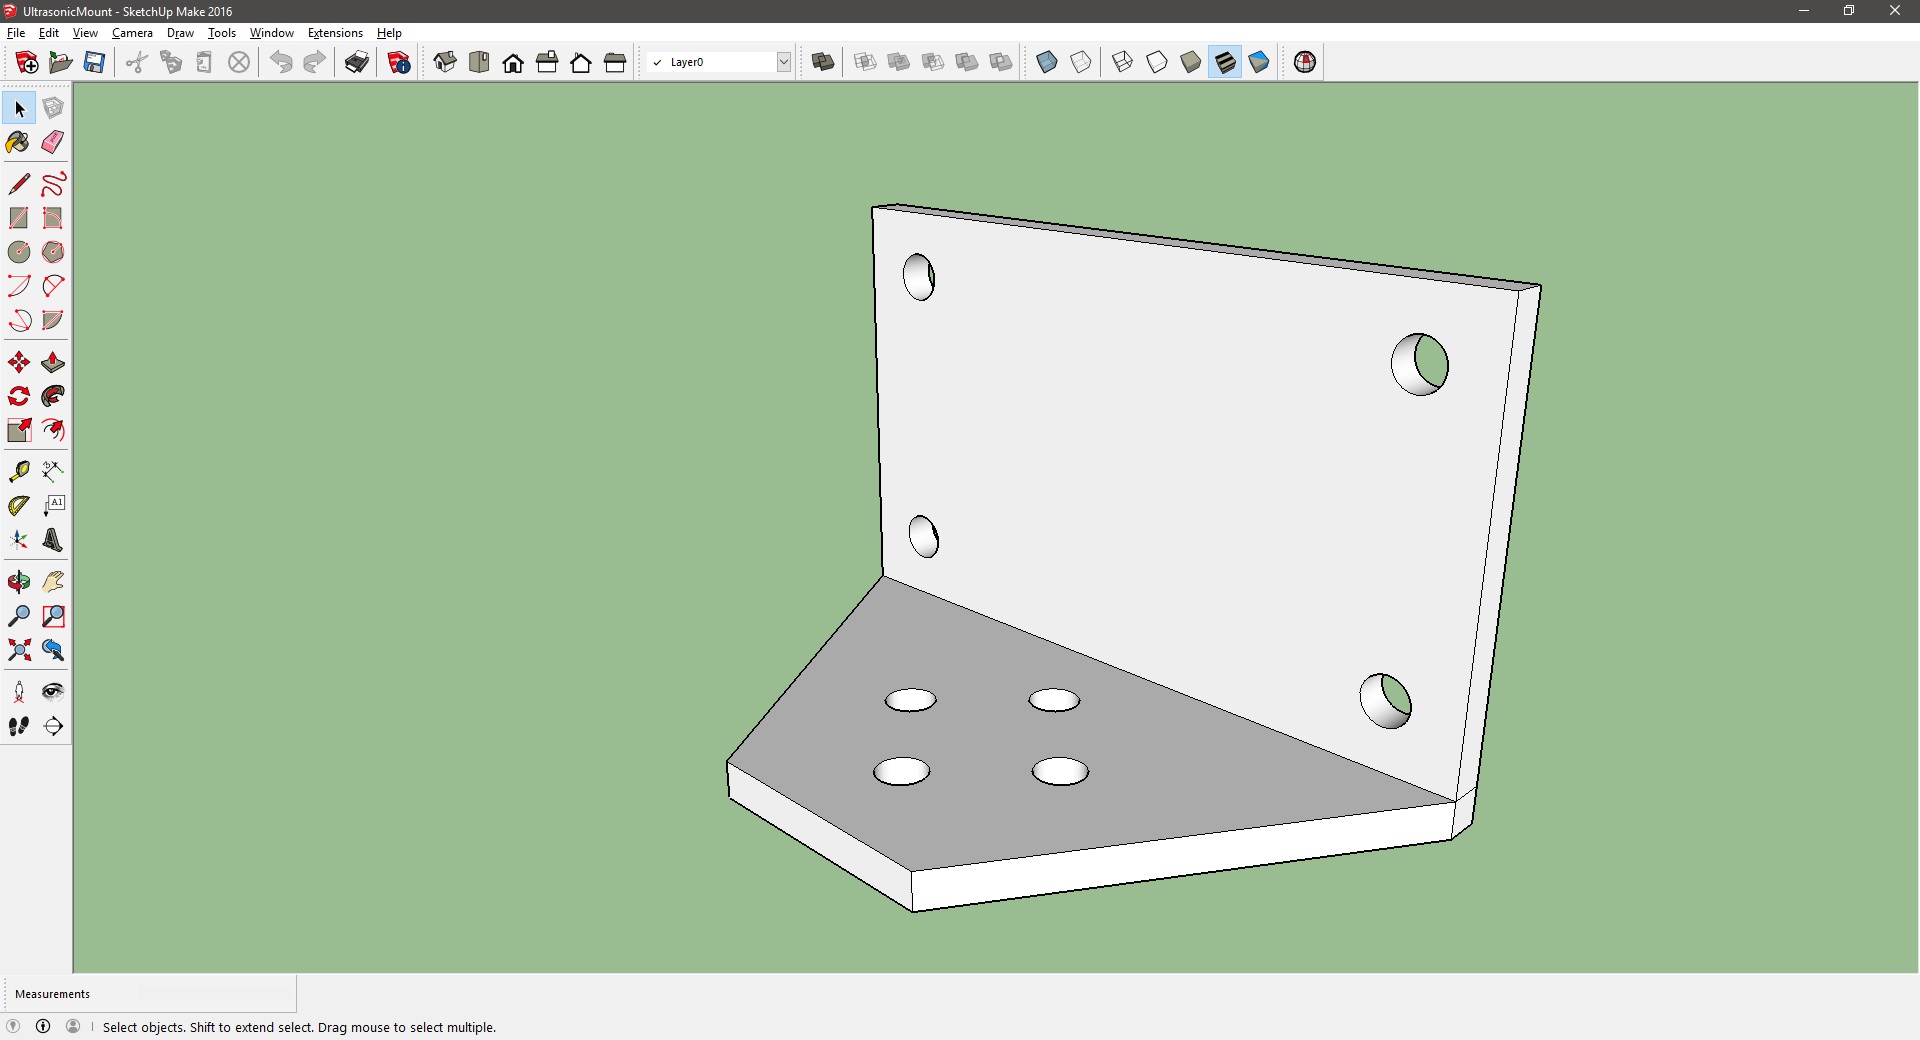 UltrasonicMount - SketchUp Make 2016
File Edit View Camera Draw Tools Window Extensions Help
Layer0
A1
Measurements
Select objects. Shift to extend select. Drag mouse to select multiple.